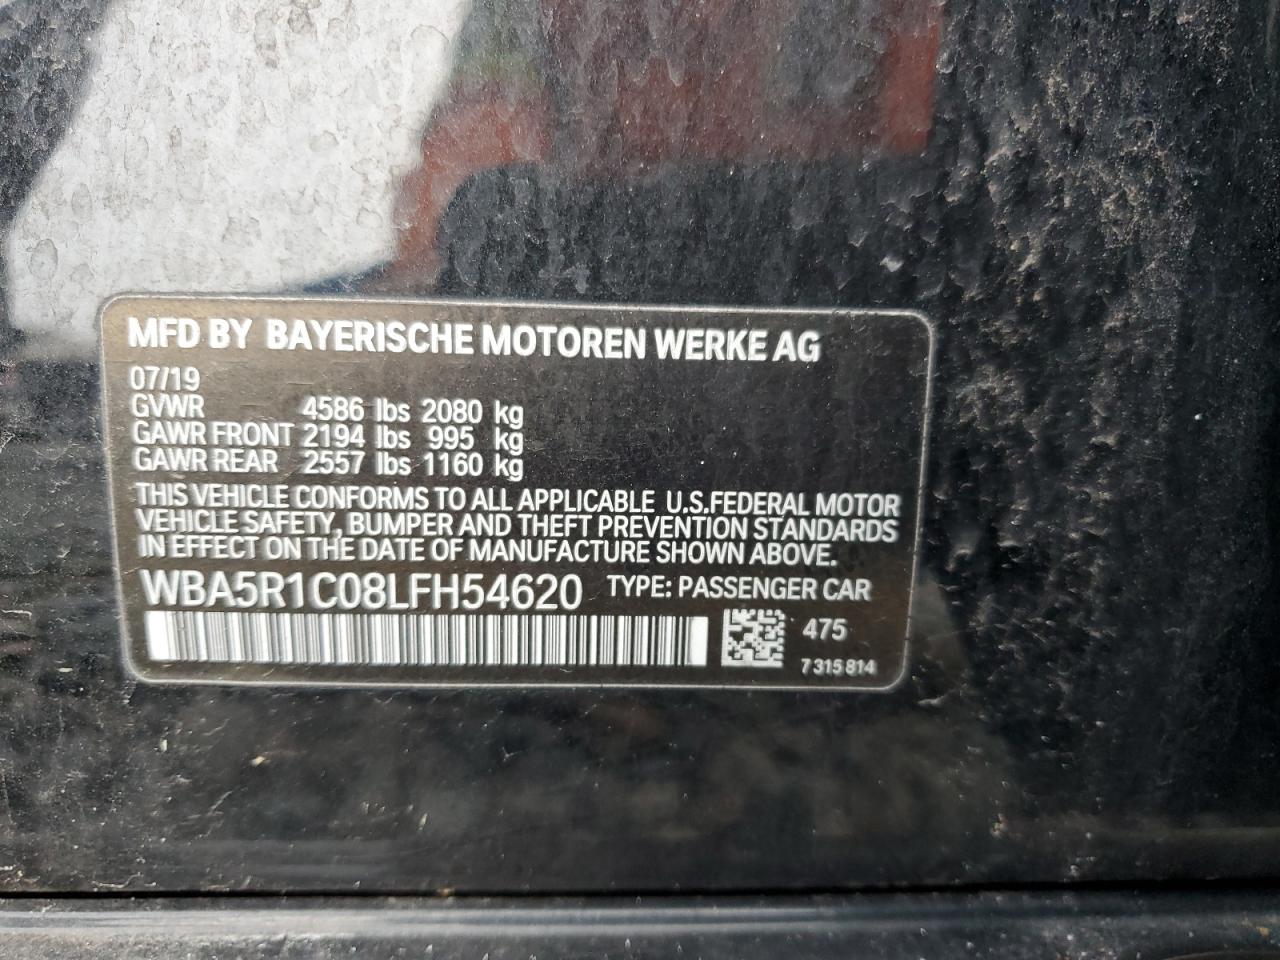 MFD BY BAYERISCHE MOTOREN WERKE AG
07/19
GVWR 4586 lbs 2080 kg
GAWR FRONT 2194 lbs 995 kg
GAWR REAR 2557 lbs 1160 kg
THIS VEHICLE CONFORMS TO ALL APPLICABLE U.S.FEDERAL MOTOR
VEHICLE SAFETY, BUMPER AND THEFT PREVENTION STANDARDS
IN EFFECT ON THE DATE OF MANUFACTURE SHOWN ABOVE.
WBA5R1C08LFH54620 TYPE: PASSENGER CAR
475
7 315 814